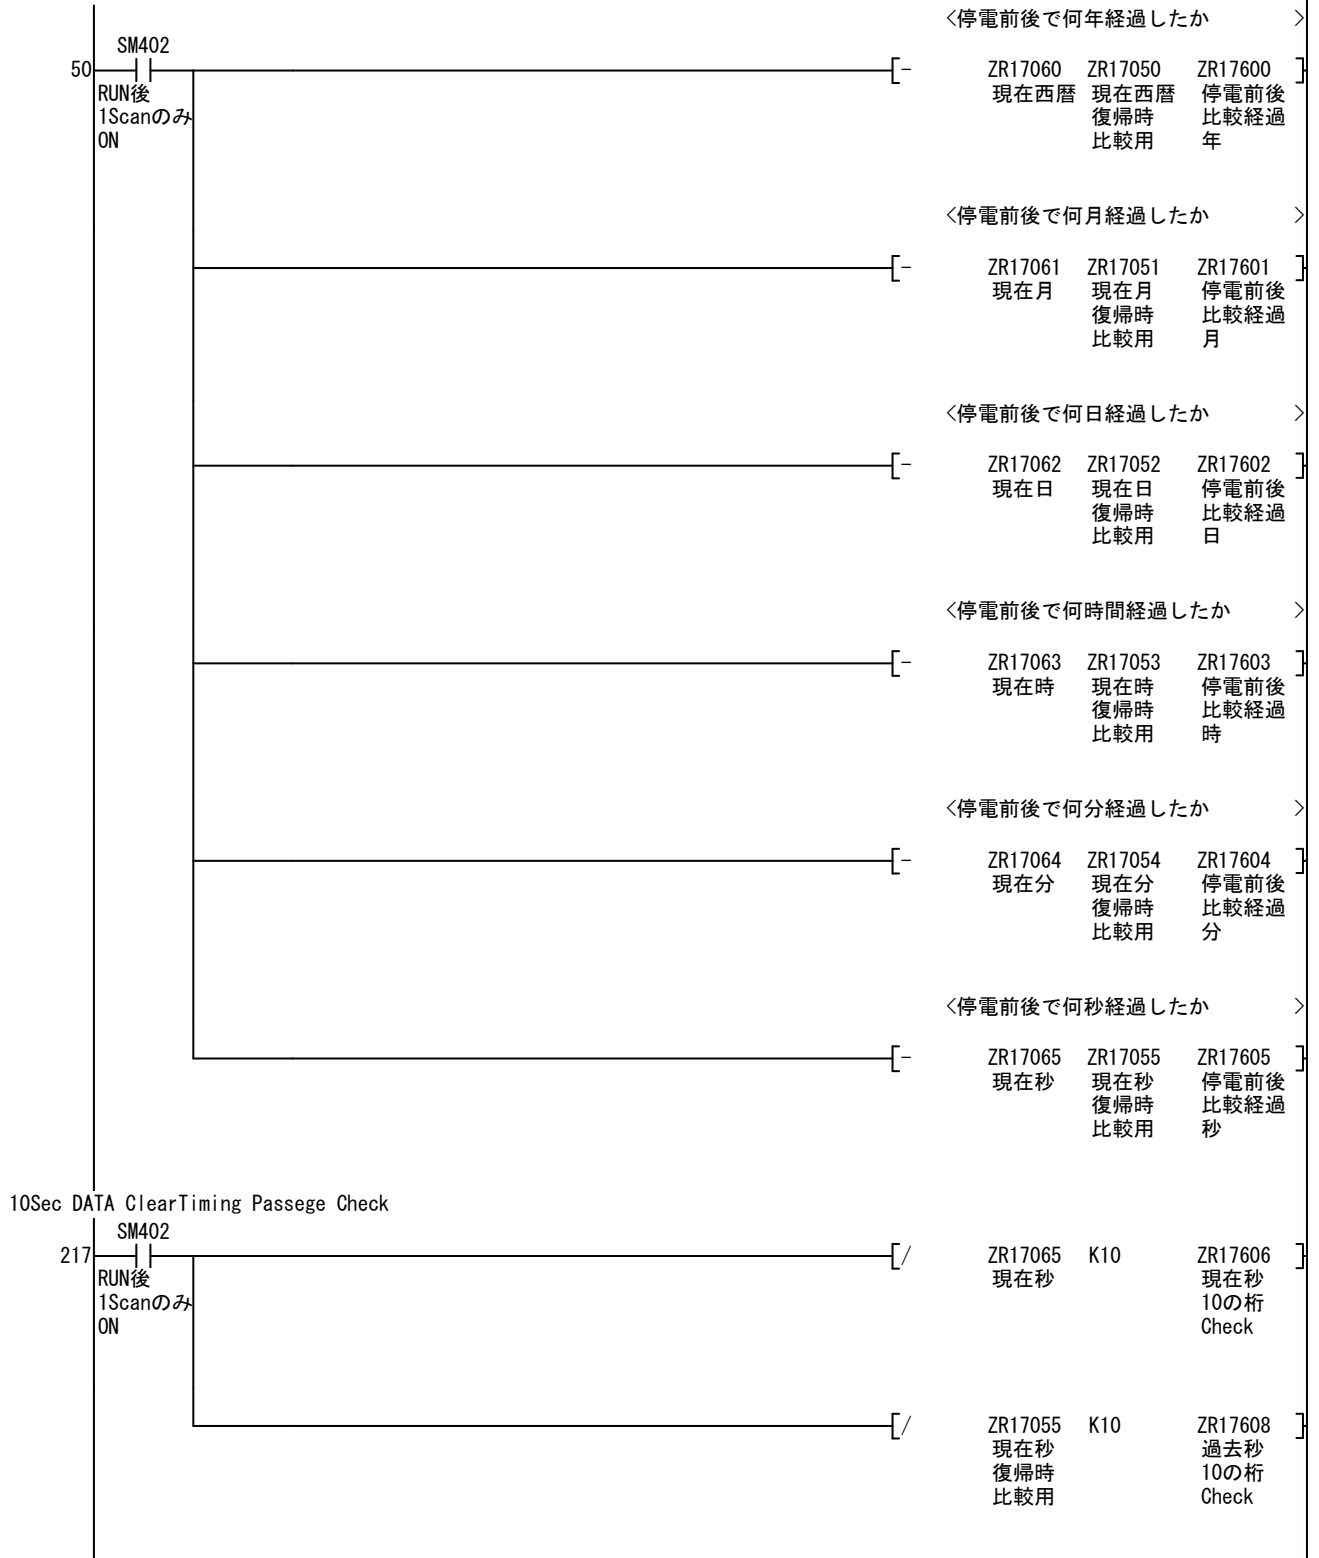 <停電前後で何年経過したか >
SM402
50
[- ZR17060 ZR17050 ZR17600 ]
RUN後 現在西暦 現在西暦 停電前後
1Scanのみ 復帰時 比較経過
ON 比較用 年
<停電前後で何月経過したか >
[- ZR17061 ZR17051 ZR17601 ]
現在月 現在月 停電前後
復帰時 比較経過
比較用 月
<停電前後で何日経過したか >
[- ZR17062 ZR17052 ZR17602 ]
現在日 現在日 停電前後
復帰時 比較経過
比較用 日
<停電前後で何時間経過したか >
[- ZR17063 ZR17053 ZR17603 ]
現在時 現在時 停電前後
復帰時 比較経過
比較用 時
<停電前後で何分経過したか >
[- ZR17064 ZR17054 ZR17604 ]
現在分 現在分 停電前後
復帰時 比較経過
比較用 分
<停電前後で何秒経過したか >
[- ZR17065 ZR17055 ZR17605 ]
現在秒 現在秒 停電前後
復帰時 比較経過
比較用 秒
10Sec DATA ClearTiming Passege Check
SM402
217
[/ ZR17065 K10 ZR17606 ]
RUN後 現在秒 現在秒
1Scanのみ 10の桁
ON Check
[/ ZR17055 K10 ZR17608 ]
現在秒 過去秒
復帰時 10の桁
比較用 Check